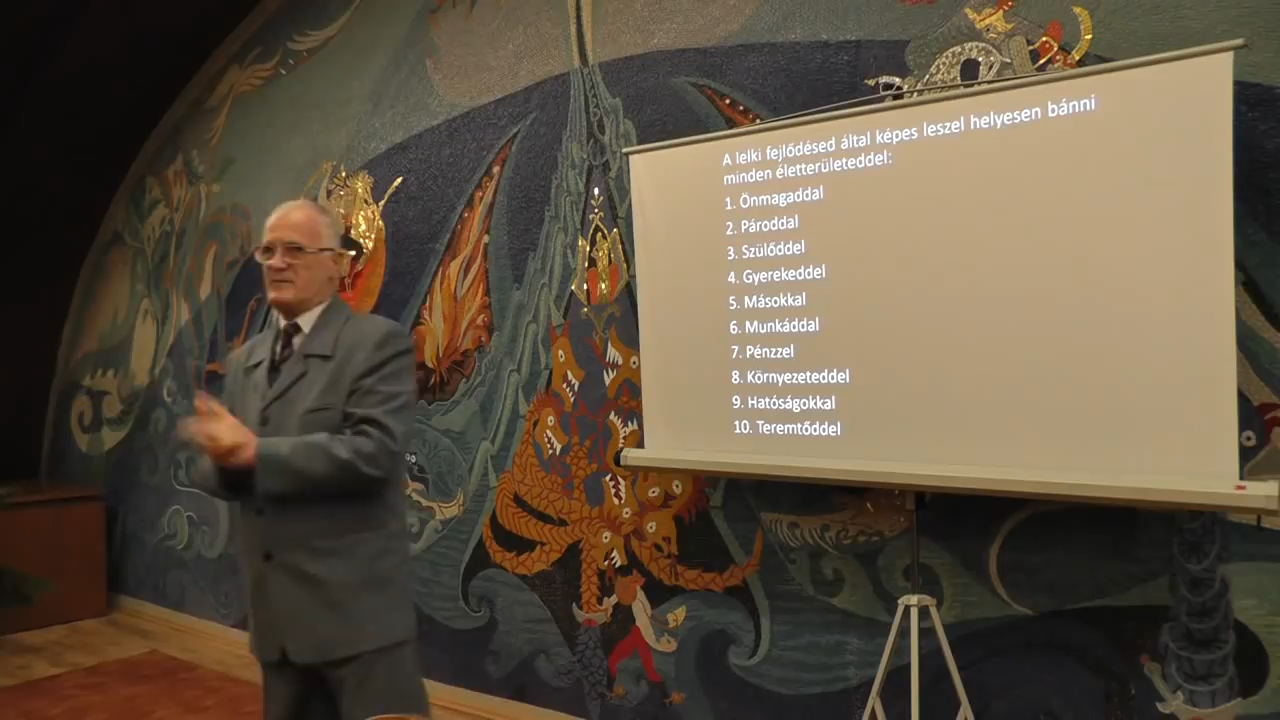 A lelki fejlődésed által képes leszel helyesen bánni
minden életterületeddel:
1. Önmagaddal
2. Pároddal
3. Szülőddel
4. Gyerekeddel
5. Másokkal
6. Munkáddal
7. Pénzzel
8. Környezeteddel
9. Hatóságokkal
10. Teremtőddel